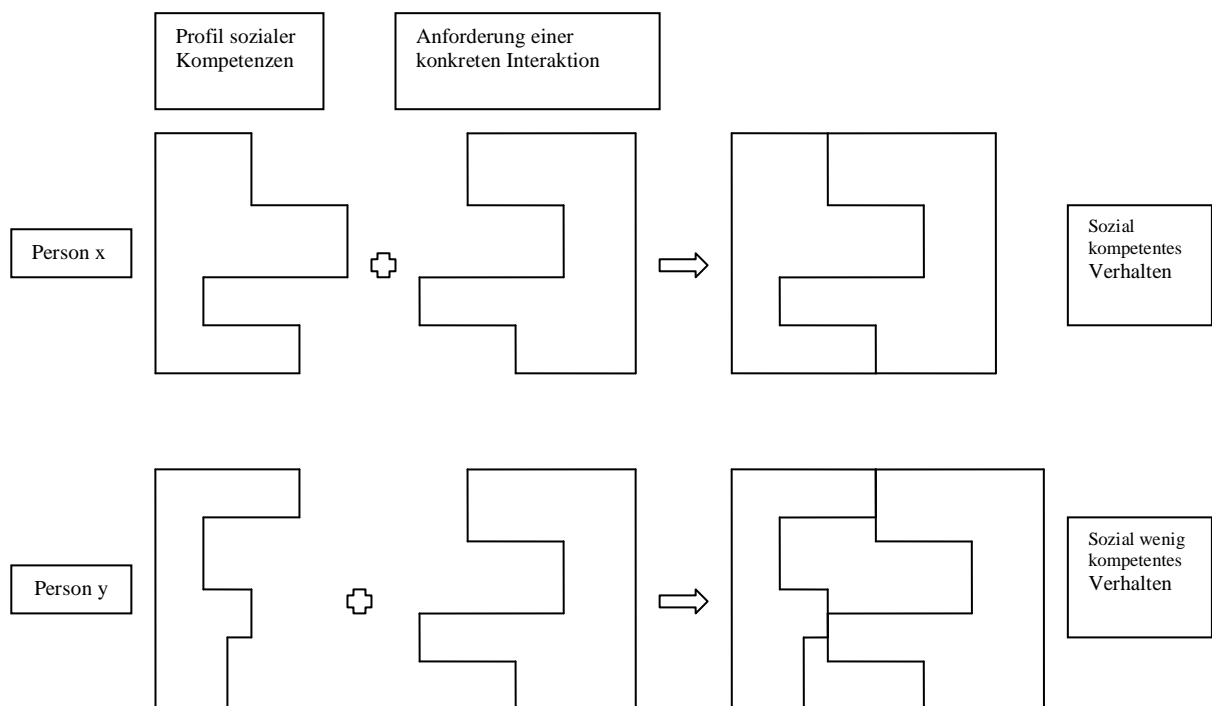 Profil sozialer
Kompetenzen
Anforderung einer
konkreten Interaktion
Person x
Sozial
kompetentes
Verhalten
Person y
Sozial wenig
kompetentes
Verhalten